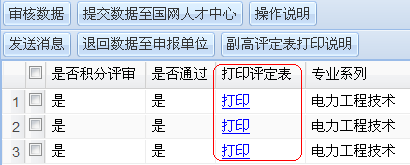 审核数据 提交数据至国网人才中心 操作说明
发送消息 退回数据至申报单位 副高评定表打印说明
是否积分评审 是否通过 打印评定表 专业系列
1 是 是 打印 电力工程技术
2 是 是 打印 电力工程技术
3 是 是 打印 电力工程技术